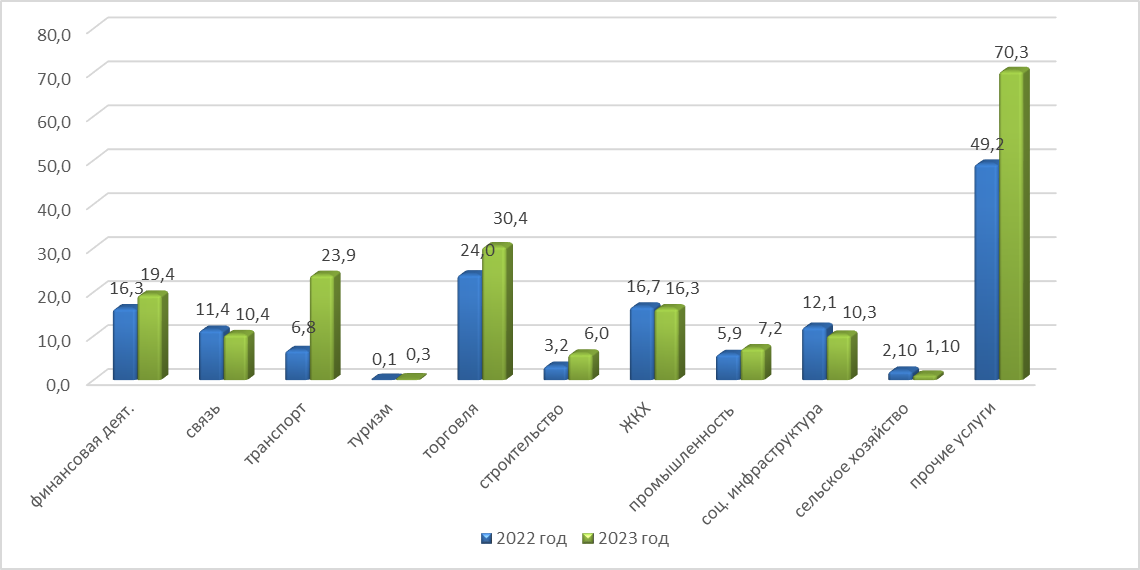 80,0
70,0
60,0
50,0
40,0
30,0
20,0
10,0
0,0
16,3 19,4
11,4 10,4
6,8 23,9
0,1 0,3
24,0 30,4
3,2 6,0
16,7 16,3
5,9 7,2
12,1 10,3
2,10 1,10
49,2 70,3
финансовая деят.
связь
транспорт
туризм
торговля
строительство
ЖКХ
промышленность
соц. инфраструктура
сельское хозяйство
прочие услуги
2022 год 2023 год